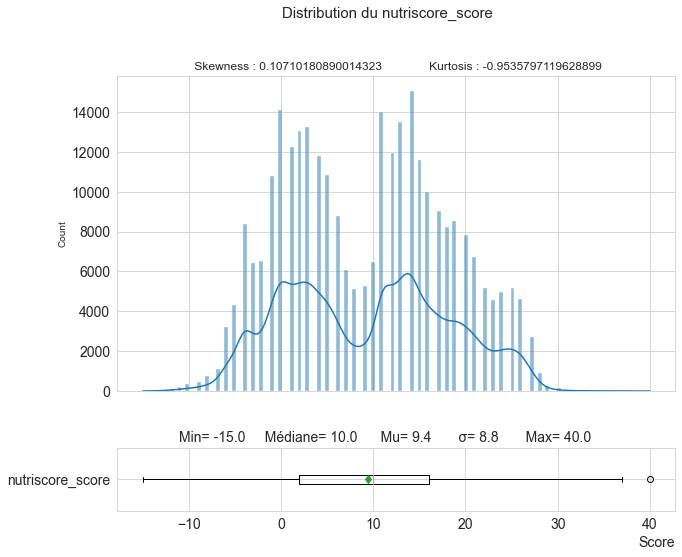 Distribution du nutriscore_score
Skewness : 0.10710180890014323 Kurtosis : -0.9535797119628899
14000
12000
10000
8000
6000
4000
2000
0
Count
Min= -15.0 Médiane= 10.0 Mu= 9.4 σ= 8.8 Max= 40.0
nutriscore_score
−10 0 10 20 30 40
Score